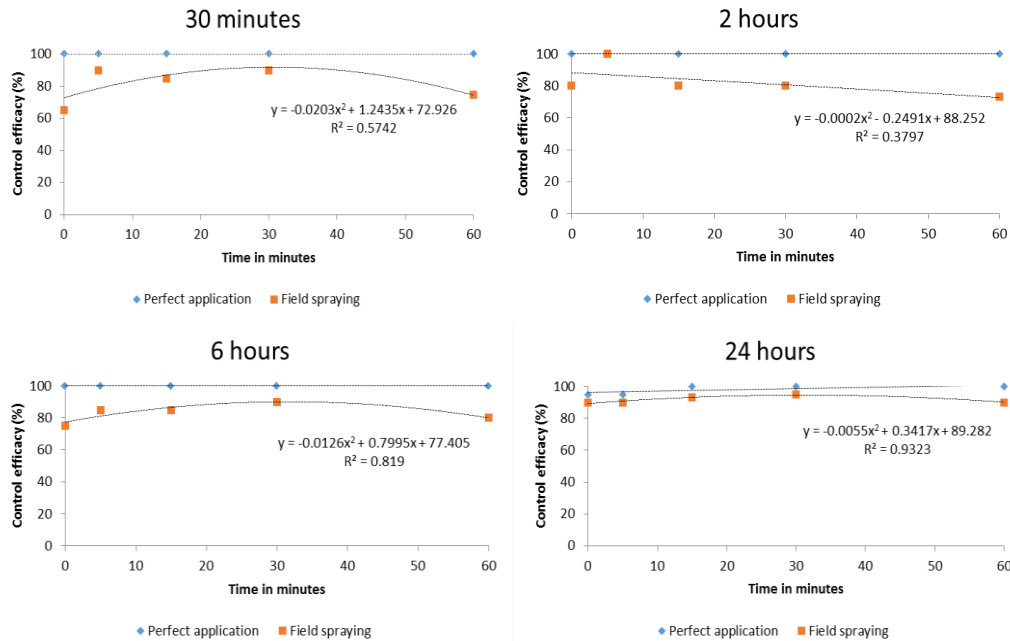 30 minutes
Control efficacy (%)
100
80
60
40
20
0
y = -0.0203x² + 1.2435x + 72.926
R² = 0.5742
0 10 20 30 40 50 60
Time in minutes
Perfect application Field spraying
2 hours
Control efficacy (%)
100
80
60
40
20
0
y = -0.0002x² - 0.2491x + 88.252
R² = 0.3797
0 10 20 30 40 50 60
Time in minutes
Perfect application Field spraying
6 hours
Control efficacy (%)
100
80
60
40
20
0
y = -0.0126x² + 0.7995x + 77.405
R² = 0.819
0 10 20 30 40 50 60
Time in minutes
Perfect application Field spraying
24 hours
Control efficacy (%)
100
80
60
40
20
0
y = -0.0055x² + 0.3417x + 89.282
R² = 0.9323
0 10 20 30 40 50 60
Time in minutes
Perfect application Field spraying